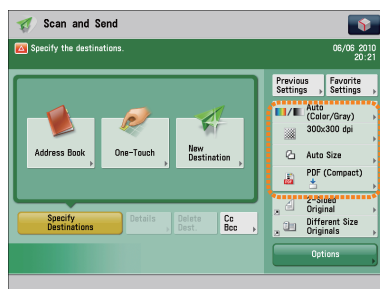 Scan and Send
Specify the destinations.
06/06 2010
20:21
Previous
Settings
Favorite
Settings
Auto
(Color/Gray)
300x300 dpi
Auto Size
PDF (Compact)
2-Sided
Original
Different Size
Originals
Options
Address Book
One-Touch
New
Destination
Specify
Destinations
Details
Delete
Dest.
Cc
Bcc